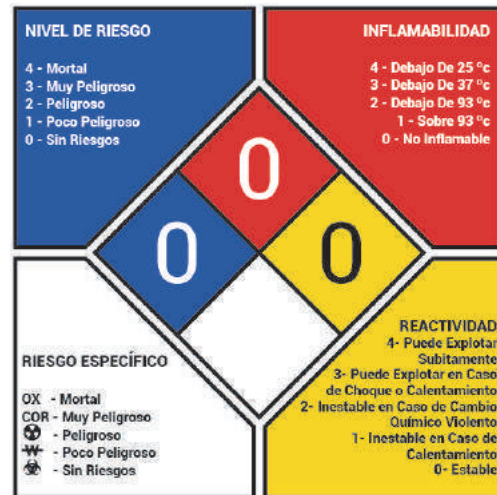 NIVEL DE RIESGO
4 - Mortal
3 - Muy Peligroso
2 - Peligroso
1 - Poco Peligroso
0 - Sin Riesgos
INFLAMABILIDAD
4 - Debajo De 25 ºc
3 - Debajo De 37 ºc
2 - Debajo De 93 ºc
1 - Sobre 93 ºc
0 - No Inflamable
0
0
0
RIESGO ESPECÍFICO
OX - Mortal
COR - Muy Peligroso
☢ - Peligroso
W - Poco Peligroso
☣ - Sin Riesgos
REACTIVIDAD
4- Puede Explotar
Subitamente
3- Puede Explotar en Caso
de Choque o Calentamiento
2- Inestable en Caso de Cambio
Químico Violento
1- Inestable en Caso de
Calentamiento
0- Estable